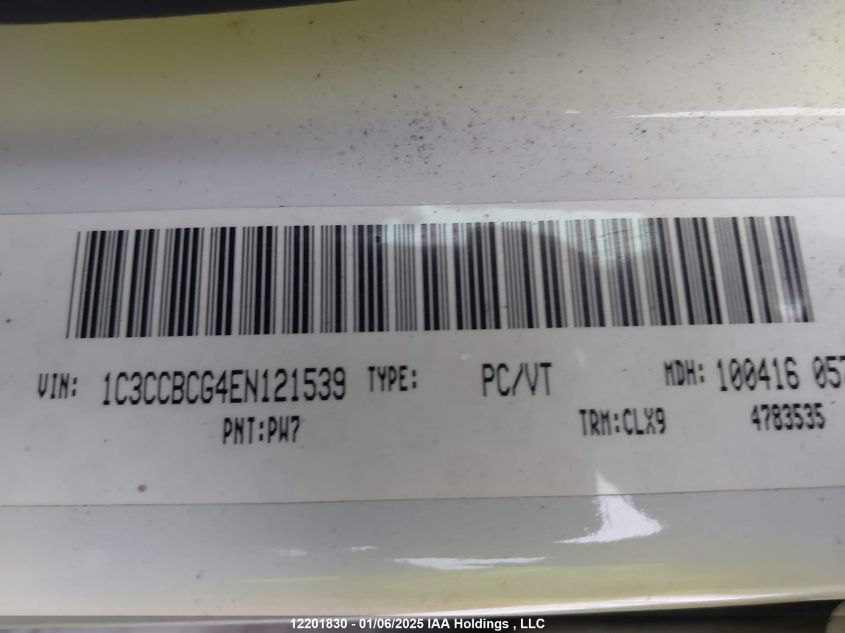 VIN: 1C3CCBCG4EN121539 TYPE: PC/VT MDH: 100416 057
PNT:PW7 TRM:CLX9 4783535
12201830 - 01/06/2025 IAA Holdings , LLC